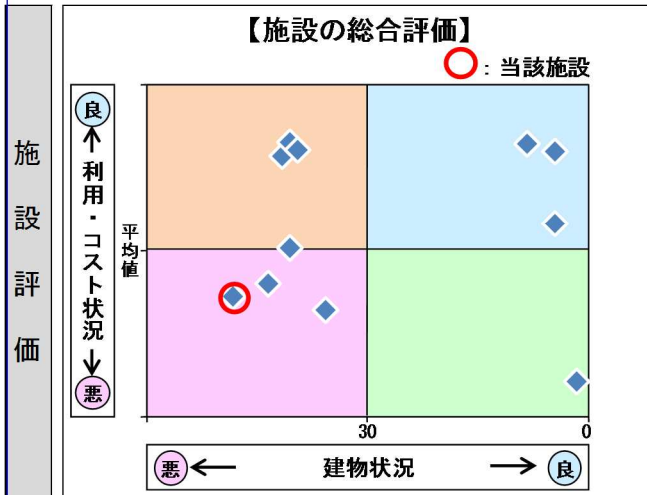 施設評価
【施設の総合評価】
: 当該施設
良
利用・コスト状況
悪
平均値
30
0
悪
建物状況
良